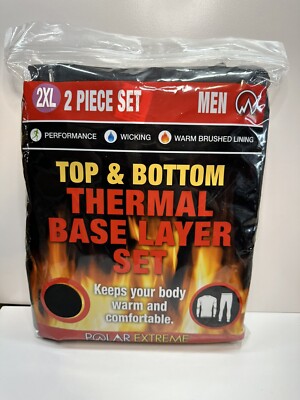 2XL 2 PIECE SET MEN
PERFORMANCE WICKING WARM BRUSHED LINING
TOP & BOTTOM
THERMAL
BASE LAYER
SET
Keeps your body
warm and
comfortable.
POLAR EXTREME